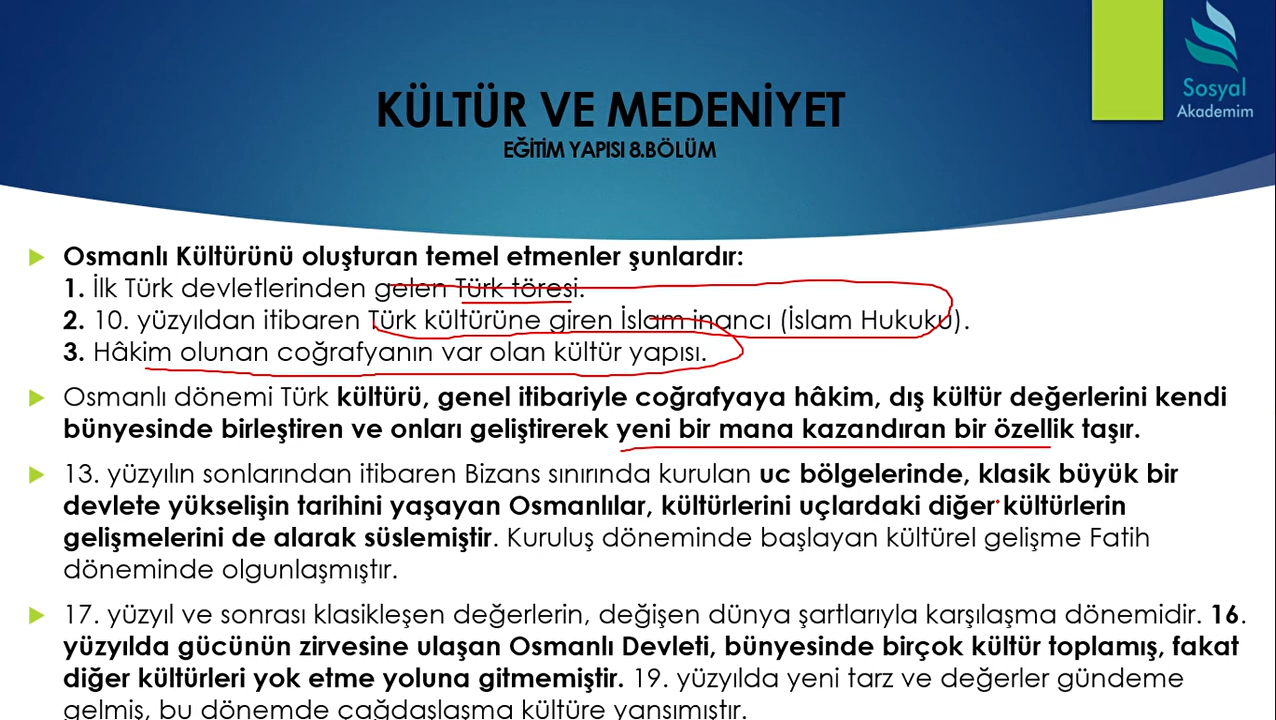 Sosyal
Akademim
KÜLTÜR VE MEDENİYET
EĞİTİM YAPISI 8.BÖLÜM
Osmanlı Kültürünü oluşturan temel etmenler şunlardır:
1. İlk Türk devletlerinden gelen Türk töresi.
2. 10. yüzyıldan itibaren Türk kültürüne giren İslam inancı (İslam Hukuku).
3. Hâkim olunan coğrafyanın var olan kültür yapısı.
Osmanlı dönemi Türk kültürü, genel itibariyle coğrafyaya hâkim, dış kültür değerlerini kendi
bünyesinde birleştiren ve onları geliştirerek yeni bir mana kazandıran bir özellik taşır.
13. yüzyılın sonlarından itibaren Bizans sınırında kurulan uc bölgelerinde, klasik büyük bir
devlete yükselişin tarihini yaşayan Osmanlılar, kültürlerini uçlardaki diğer kültürlerin
gelişmelerini de alarak süslemiştir. Kuruluş döneminde başlayan kültürel gelişme Fatih
döneminde olgunlaşmıştır.
17. yüzyıl ve sonrası klasikleşen değerlerin, değişen dünya şartlarıyla karşılaşma dönemidir. 16.
yüzyılda gücünün zirvesine ulaşan Osmanlı Devleti, bünyesinde birçok kültür toplamış, fakat
diğer kültürleri yok etme yoluna gitmemiştir. 19. yüzyılda yeni tarz ve değerler gündeme
gelmiş, bu dönemde çağdaşlaşma kültüre yansımıştır.